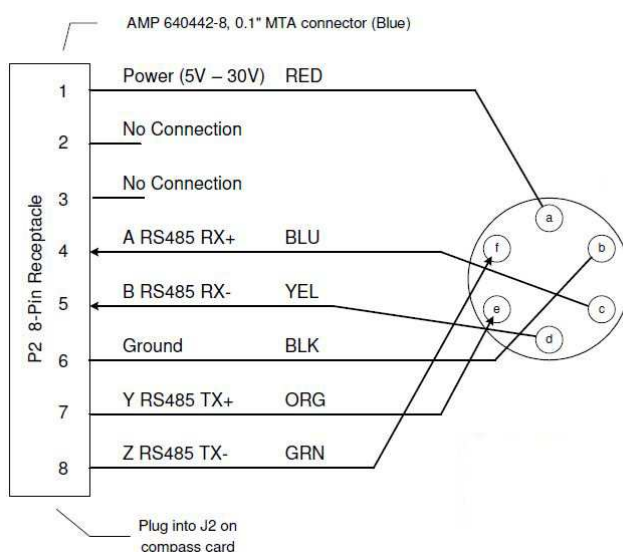 AMP 640442-8, 0.1" MTA connector (Blue)
P2 8-Pin Receptacle
1 Power (5V – 30V) RED
2 No Connection
3 No Connection
4 A RS485 RX+ BLU
5 B RS485 RX- YEL
6 Ground BLK
7 Y RS485 TX+ ORG
8 Z RS485 TX- GRN
a
f b
e c
d
Plug into J2 on
compass card